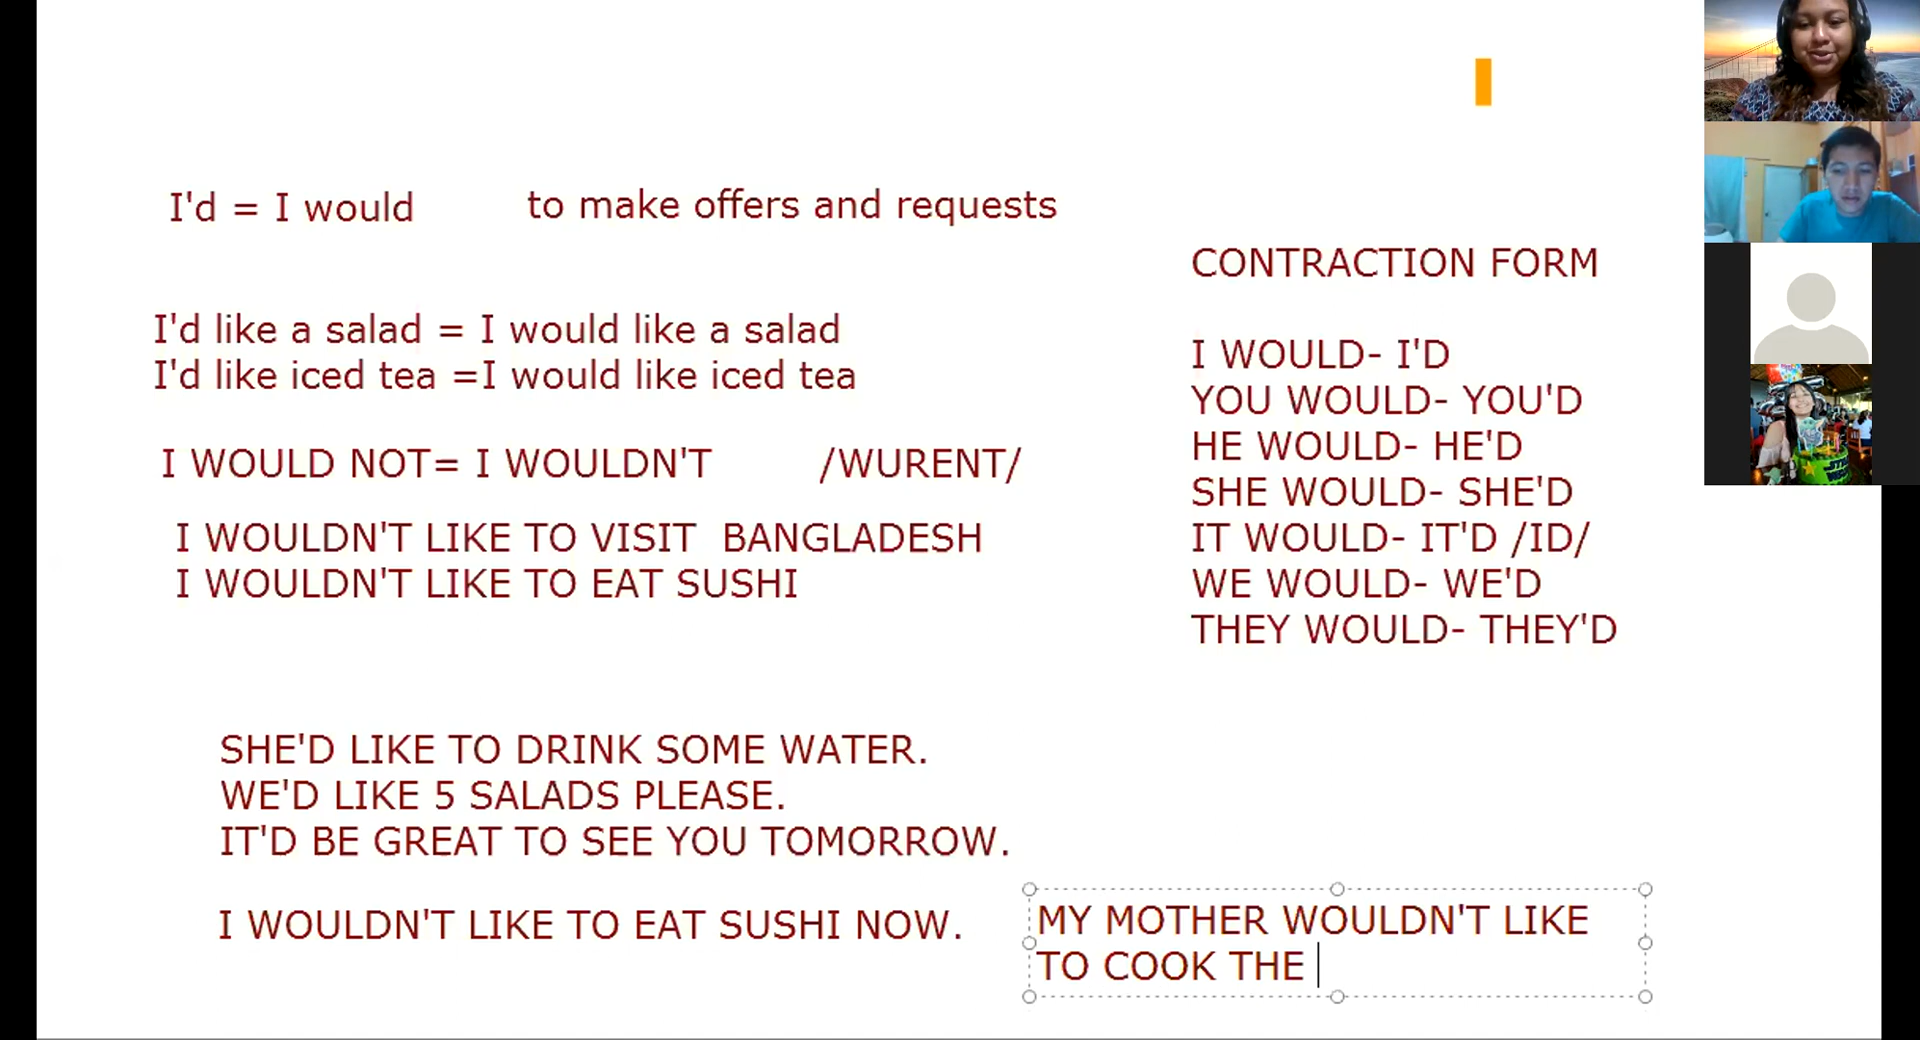 I'd = I would
to make offers and requests
I'd like a salad = I would like a salad
I'd like iced tea =I would like iced tea
I WOULD NOT= I WOULDN'T
/WURENT/
I WOULDN'T LIKE TO VISIT BANGLADESH
I WOULDN'T LIKE TO EAT SUSHI
CONTRACTION FORM
I WOULD- I'D
YOU WOULD- YOU'D
HE WOULD- HE'D
SHE WOULD- SHE'D
IT WOULD- IT'D /ID/
WE WOULD- WE'D
THEY WOULD- THEY'D
SHE'D LIKE TO DRINK SOME WATER.
WE'D LIKE 5 SALADS PLEASE.
IT'D BE GREAT TO SEE YOU TOMORROW.
I WOULDN'T LIKE TO EAT SUSHI NOW.
MY MOTHER WOULDN'T LIKE
TO COOK THE